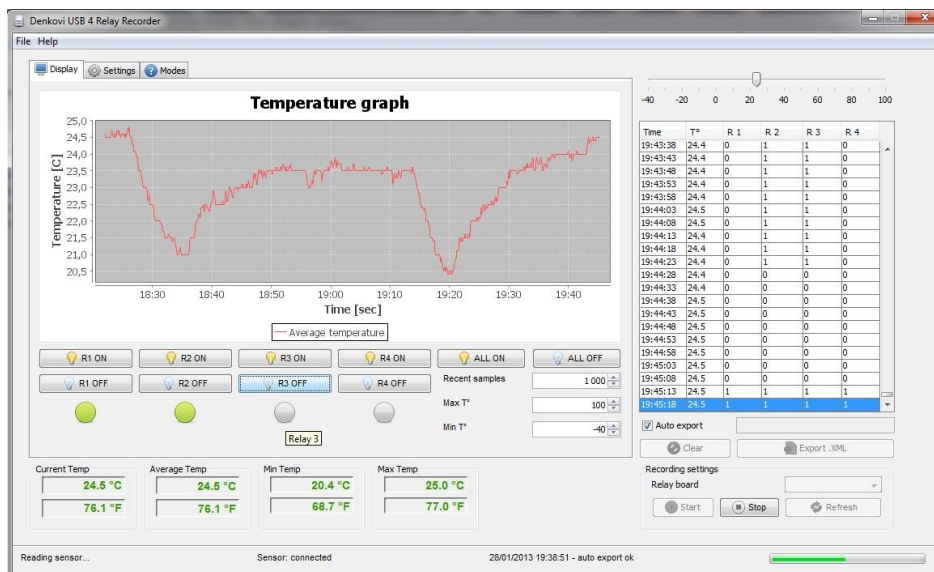 Denkovi USB 4 Relay Recorder
File Help
Display Settings Modes
Temperature graph
Temperature [C]
25,0
24,5
24,0
23,5
23,0
22,5
22,0
21,5
21,0
20,5
18:30 18:40 18:50 19:00 19:10 19:20 19:30 19:40
Time [sec]
Average temperature
R1 ON R2 ON R3 ON R4 ON ALL ON ALL OFF
R1 OFF R2 OFF R3 OFF R4 OFF
Recent samples 1 000
Max T° 100
Min T° -40
Relay 3
Current Temp
24.5 °C
76.1 °F
Average Temp
24.5 °C
76.1 °F
Min Temp
20.4 °C
68.7 °F
Max Temp
25.0 °C
77.0 °F
-40 -20 0 20 40 60 80 100
Time T° R 1 R 2 R 3 R 4
19:43:38 24.4 0 1 1 0
19:43:43 24.4 0 1 1 0
19:43:48 24.4 0 1 1 0
19:43:53 24.4 0 1 1 0
19:43:58 24.4 0 1 1 0
19:44:03 24.5 0 1 1 0
19:44:08 24.5 0 1 1 0
19:44:13 24.4 0 1 1 0
19:44:18 24.4 0 1 1 0
19:44:23 24.4 0 1 1 0
19:44:28 24.4 0 0 0 0
19:44:33 24.4 0 0 0 0
19:44:38 24.5 0 0 0 0
19:44:43 24.5 0 0 0 0
19:44:48 24.5 0 0 0 0
19:44:53 24.5 0 0 0 0
19:44:58 24.5 0 0 0 0
19:45:03 24.5 0 0 0 0
19:45:08 24.5 0 0 0 0
19:45:13 24.5 1 1 1 1
19:45:18 24.5 1 1 1 1
Auto export
Clear Export .XML
Recording settings
Relay board
Start Stop Refresh
Reading sensor... Sensor: connected 28/01/2013 19:38:51 - auto export ok